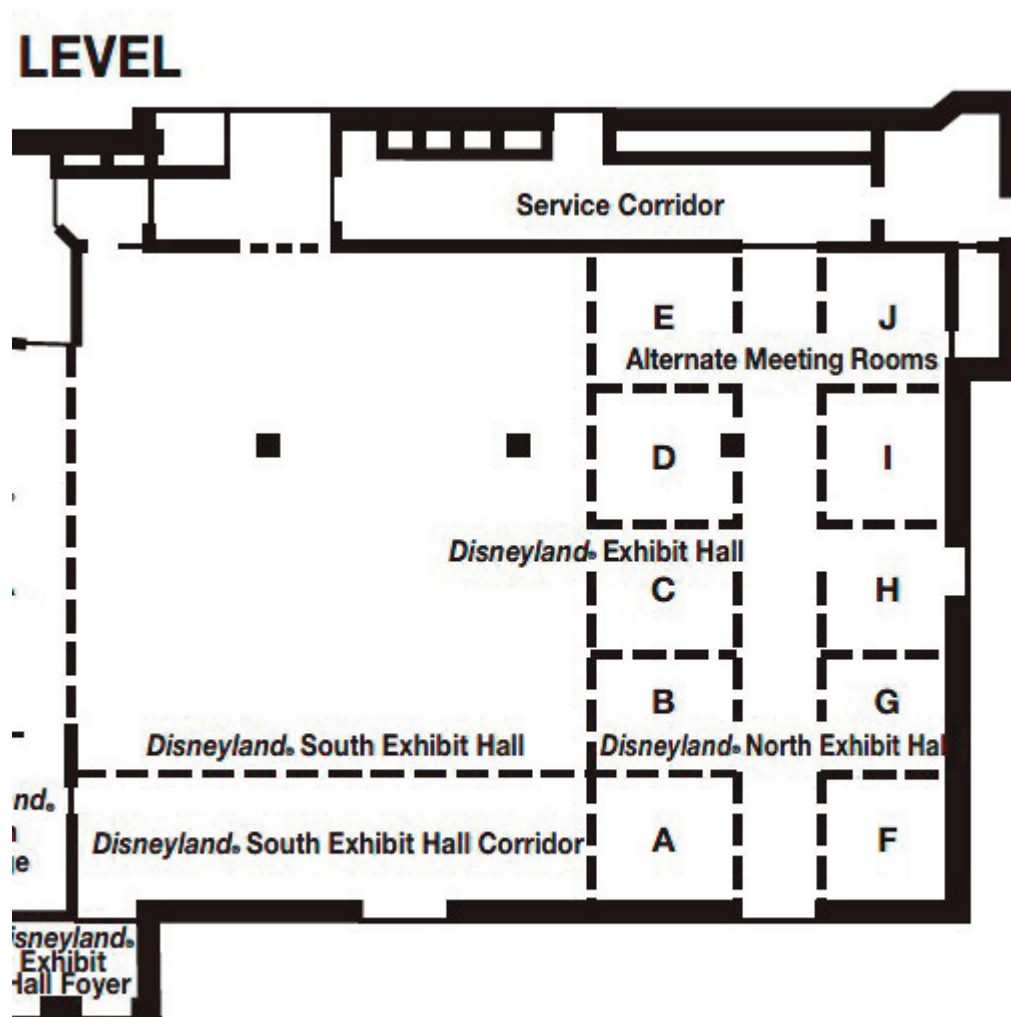 LEVEL
Service Corridor
E
J
Alternate Meeting Rooms
D
I
Disneyland® Exhibit Hall
C
H
B
G
Disneyland® South Exhibit Hall
Disneyland® North Exhibit Hal
nd®
ge
Disneyland® South Exhibit Hall Corridor
A
F
isneyland®
Exhibit
Hall Foyer